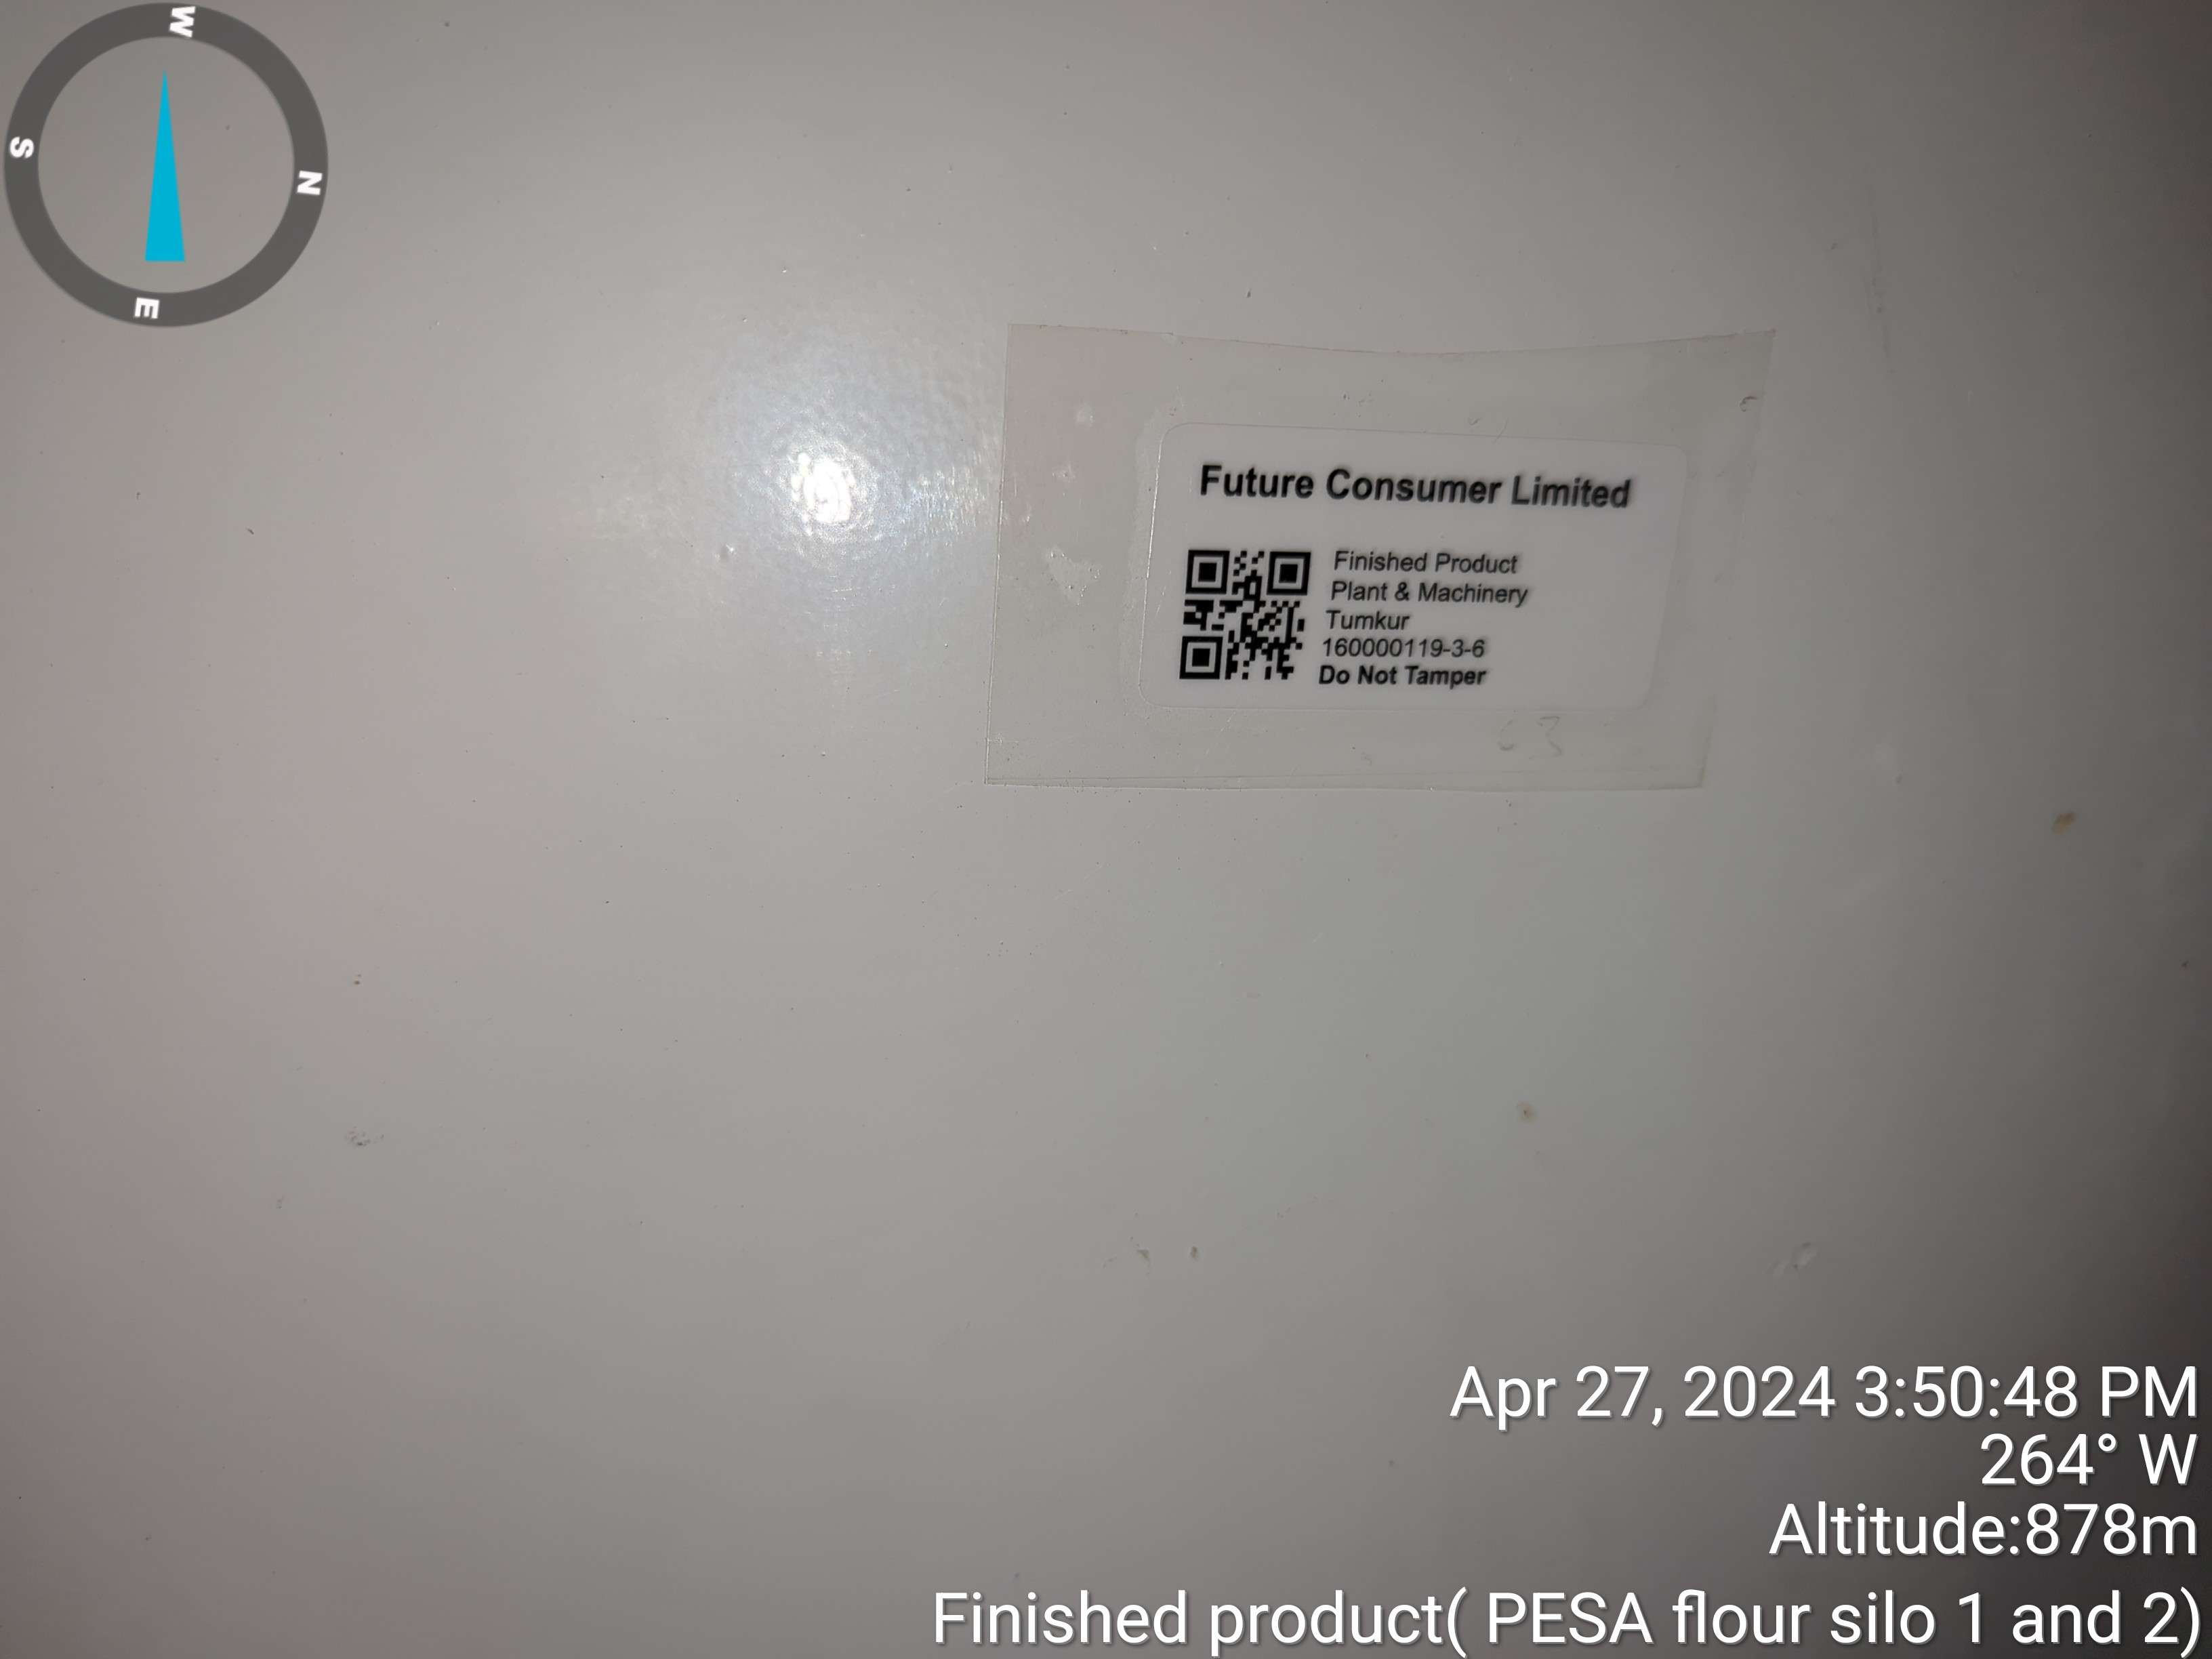 W
S
N
E
Future Consumer Limited
Finished Product
Plant & Machinery
Tumkur
160000119-3-6
Do Not Tamper
Apr 27, 2024 3:50:48 PM
264° W
Altitude:878m
Finished product( PESA flour silo 1 and 2)